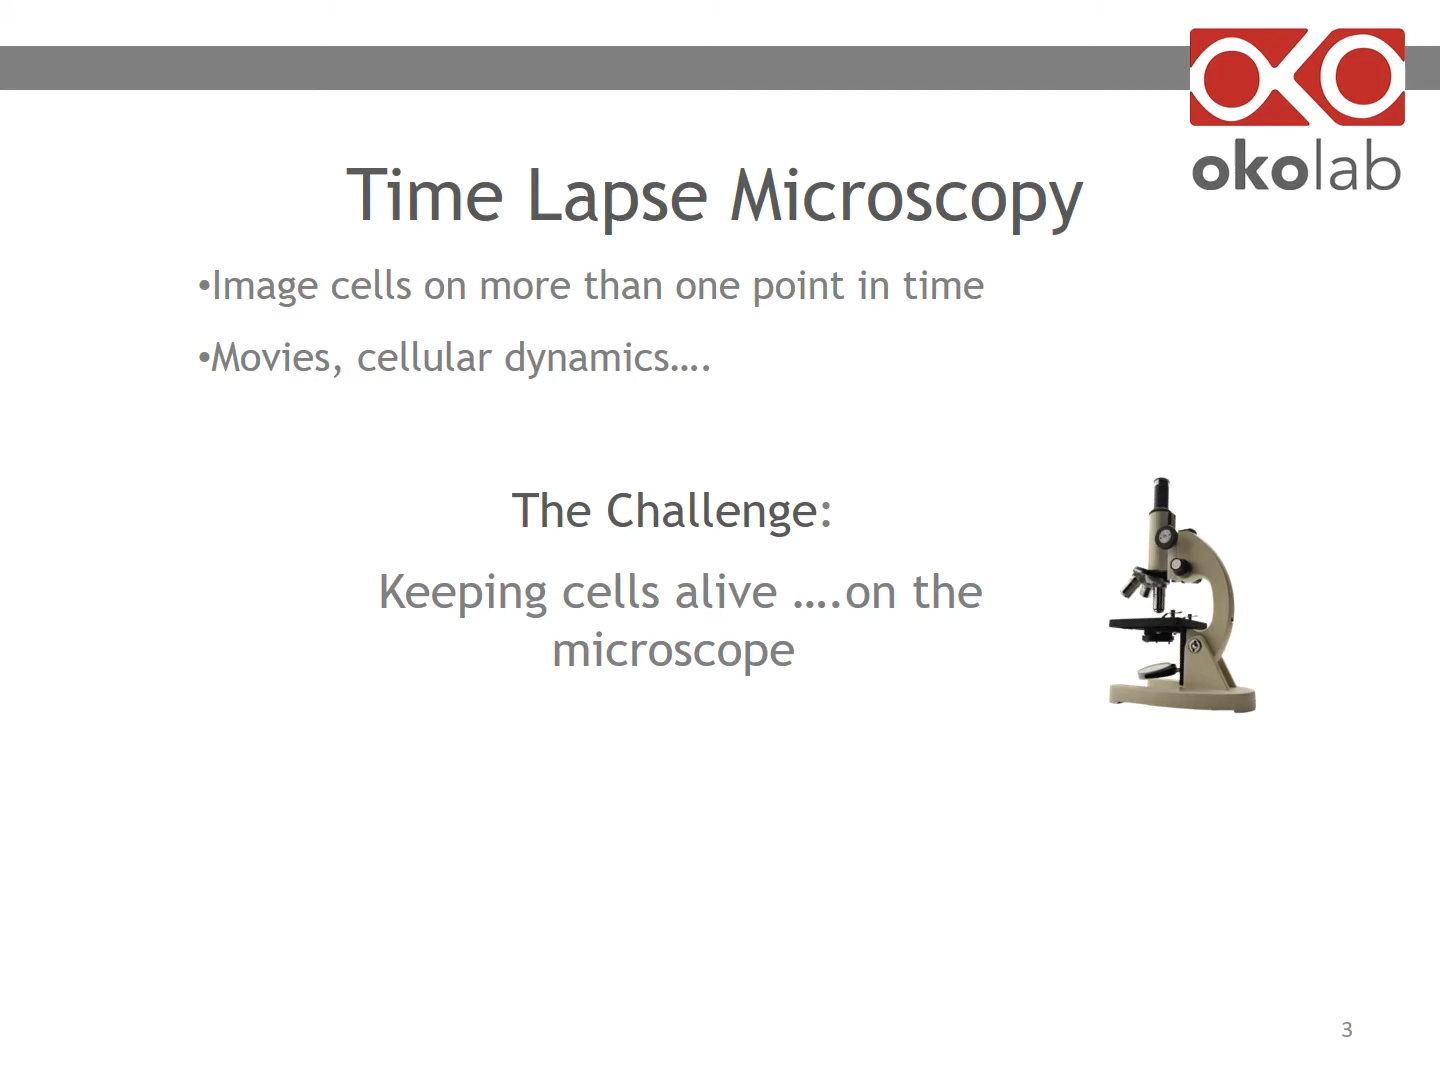 okolab
Time Lapse Microscopy
•Image cells on more than one point in time
•Movies, cellular dynamics….
The Challenge:
Keeping cells alive ….on the
microscope
3